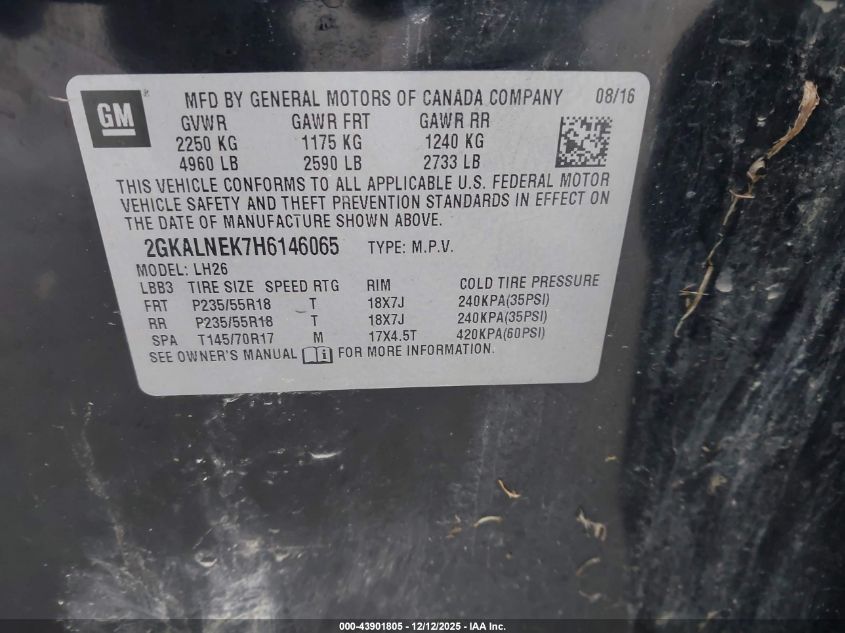 GM
MFD BY GENERAL MOTORS OF CANADA COMPANY 08/16
GVWR GAWR FRT GAWR RR
2250 KG 1175 KG 1240 KG
4960 LB 2590 LB 2733 LB
THIS VEHICLE CONFORMS TO ALL APPLICABLE U.S. FEDERAL MOTOR
VEHICLE SAFETY AND THEFT PREVENTION STANDARDS IN EFFECT ON
THE DATE OF MANUFACTURE SHOWN ABOVE.
2GKALNEK7H6146065 TYPE: M.P.V.
MODEL: LH26
LBB3 TIRE SIZE SPEED RTG RIM COLD TIRE PRESSURE
FRT P235/55R18 T 18X7J 240KPA(35PSI)
RR P235/55R18 T 18X7J 240KPA(35PSI)
SPA T145/70R17 M 17X4.5T 420KPA(60PSI)
SEE OWNER'S MANUAL i FOR MORE INFORMATION.
000-43901805 - 12/12/2025 - IAA Inc.